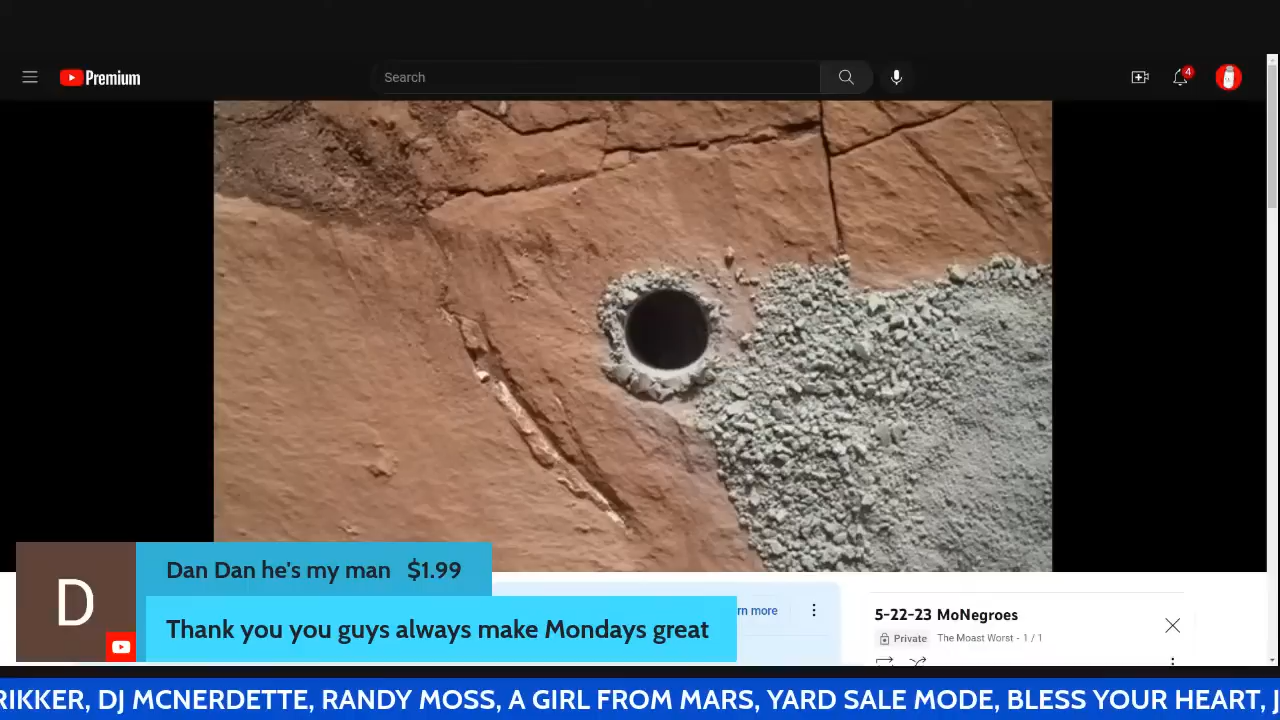 Premium
Search
4
Dan Dan he's my man $1.99
D
Thank you you guys always make Mondays great
rn more
5-22-23 MoNegroes
Private The Moast Worst - 1 / 1
RIKKER, DJ MCNERDETTE, RANDY MOSS, A GIRL FROM MARS, YARD SALE MODE, BLESS YOUR HEART, J